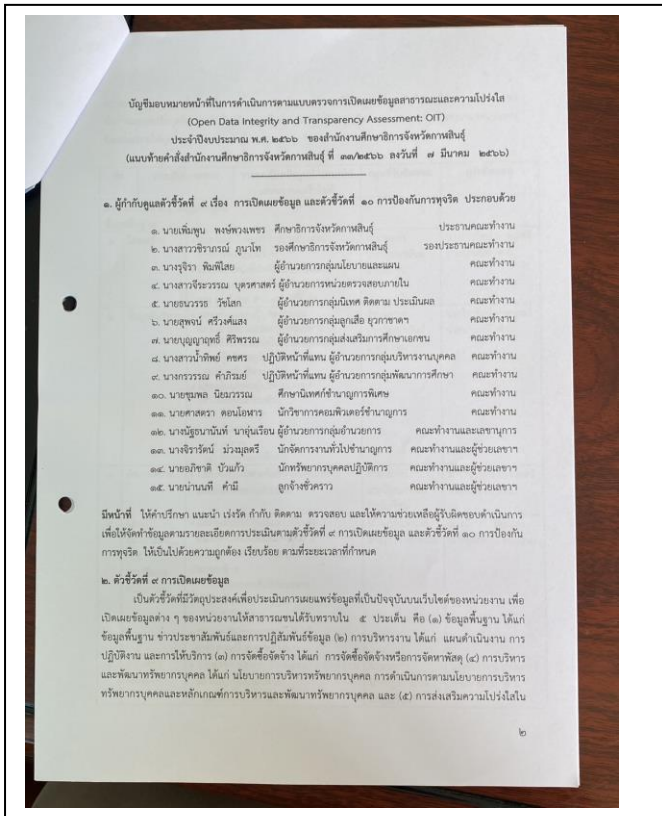 บัญชีมอบหมายหน้าที่ในการดำเนินการตามแบบตรวจการเปิดเผยข้อมูลสาธารณะและความโปร่งใส
(Open Data Integrity and Transparency Assessment: OIT)
ประจำปีงบประมาณ พ.ศ. ๒๕๖๖ ของสำนักงานศึกษาธิการจังหวัดกาฬสินธุ์
(แนบท้ายคำสั่งสำนักงานศึกษาธิการจังหวัดกาฬสินธุ์ ที่ ๓๓/๒๕๖๖ ลงวันที่ ๗ มีนาคม ๒๕๖๖)
๑. ผู้กำกับดูแลตัวชี้วัดที่ ๙ เรื่อง การเปิดเผยข้อมูล และตัวชี้วัดที่ ๑๐ การป้องกันการทุจริต ประกอบด้วย
๑. นายเพิ่มพูน พงษ์พวงเพชร ศึกษาธิการจังหวัดกาฬสินธุ์ ประธานคณะทำงาน
๒. นางสาววชิราภรณ์ ภูนาโท รองศึกษาธิการจังหวัดกาฬสินธุ์ รองประธานคณะทำงาน
๓. นางรุจิรา พิมพิไสย ผู้อำนวยการกลุ่มนโยบายและแผน คณะทำงาน
๔. นางสาวจีระวรรณ บุตรศาสตร์ ผู้อำนวยการหน่วยตรวจสอบภายใน คณะทำงาน
๕. นายธนวรรธ วัชโสก ผู้อำนวยการกลุ่มนิเทศ ติดตาม ประเมินผล คณะทำงาน
๖. นายสุพจน์ ศรีวงศ์แสง ผู้อำนวยการกลุ่มลูกเสือ ยุวกาชาดฯ คณะทำงาน
๗. นายบุญญาฤทธิ์ ศิริพรรณ ผู้อำนวยการกลุ่มส่งเสริมการศึกษาเอกชน คณะทำงาน
๘. นางสาวน้ำทิพย์ คชศร ปฏิบัติหน้าที่แทน ผู้อำนวยการกลุ่มบริหารงานบุคคล คณะทำงาน
๙. นางกรวรรณ คำภิรมย์ ปฏิบัติหน้าที่แทน ผู้อำนวยการกลุ่มพัฒนาการศึกษา คณะทำงาน
๑๐. นายชุมพล นิยมวรรณ ศึกษานิเทศก์ชำนาญการพิเศษ คณะทำงาน
๑๑. นายศาสตรา ดอนโอฬาร นักวิชาการคอมพิวเตอร์ชำนาญการ คณะทำงาน
๑๒. นางนัฐธนานันท์ นาอุ่นเรือน ผู้อำนวยการกลุ่มอำนวยการ คณะทำงานและเลขานุการ
๑๓. นางจิรารัตน์ ม่วงมุลตรี นักจัดการงานทั่วไปชำนาญการ คณะทำงานและผู้ช่วยเลขาฯ
๑๔. นายอภิชาติ บัวแก้ว นักทรัพยากรบุคคลปฏิบัติการ คณะทำงานและผู้ช่วยเลขาฯ
๑๕. นายน่านนที คำมี ลูกจ้างชั่วคราว คณะทำงานและผู้ช่วยเลขาฯ
มีหน้าที่ ให้คำปรึกษา แนะนำ เร่งรัด กำกับ ติดตาม ตรวจสอบ และให้ความช่วยเหลือผู้รับผิดชอบดำเนินการ
เพื่อให้จัดทำข้อมูลตามรายละเอียดการประเมินตามตัวชี้วัดที่ ๙ การเปิดเผยข้อมูล และตัวชี้วัดที่ ๑๐ การป้องกัน
การทุจริต ให้เป็นไปด้วยความถูกต้อง เรียบร้อย ตามที่ระยะเวลาที่กำหนด
๒. ตัวชี้วัดที่ ๙ การเปิดเผยข้อมูล
เป็นตัวชี้วัดที่มีวัตถุประสงค์เพื่อประเมินการเผยแพร่ข้อมูลที่เป็นปัจจุบันบนเว็บไซต์ของหน่วยงาน เพื่อ
เปิดเผยข้อมูลต่าง ๆ ของหน่วยงานให้สาธารณชนได้รับทราบใน ๕ ประเด็น คือ (๑) ข้อมูลพื้นฐาน ได้แก่
ข้อมูลพื้นฐาน ข่าวประชาสัมพันธ์และการปฏิสัมพันธ์ข้อมูล (๒) การบริหารงาน ได้แก่ แผนดำเนินงาน การ
ปฏิบัติงาน และการให้บริการ (๓) การจัดซื้อจัดจ้าง ได้แก่ การจัดซื้อจัดจ้างหรือการจัดหาพัสดุ (๔) การบริหาร
และพัฒนาทรัพยากรบุคคล ได้แก่ นโยบายการบริหารทรัพยากรบุคคล การดำเนินการตามนโยบายการบริหาร
ทรัพยากรบุคคลและหลักเกณฑ์การบริหารและพัฒนาทรัพยากรบุคคล และ (๕) การส่งเสริมความโปร่งใสใน
๒